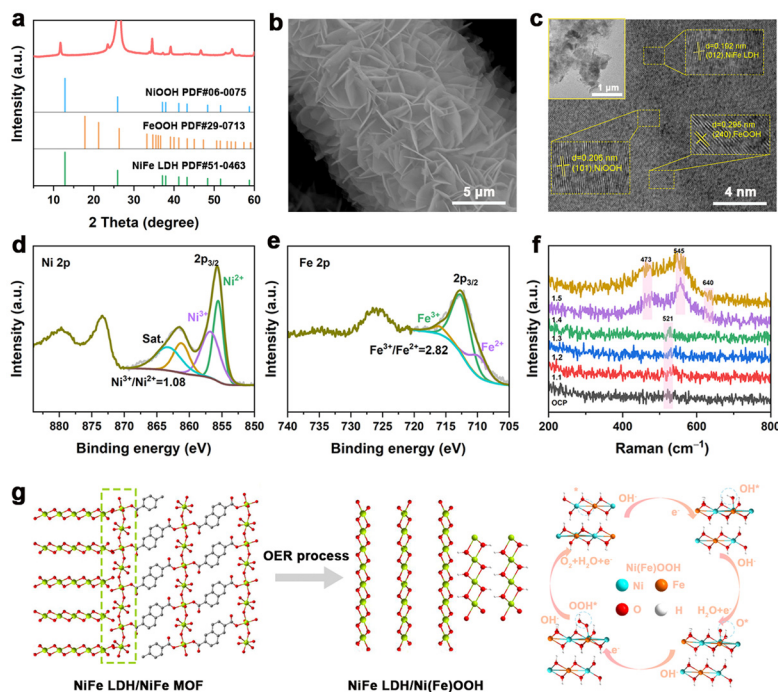 a
Intensity (a.u.)
NiOOH PDF#06-0075
FeOOH PDF#29-0713
NiFe LDH PDF#51-0463
10 20 30 40 50 60
2 Theta (degree)
b
5 μm
c
1 μm
d=0.192 nm
(012) NiFe LDH
d=0.296 nm
(240) FeOOH
d=0.205 nm
(101) NiOOH
4 nm
d
Intensity (a.u.)
Ni 2p
2p3/2
Ni2+
Ni3+
Sat.
Ni3+/Ni2+=1.08
880 870 860 850
Binding energy (eV)
e
Intensity (a.u.)
Fe 2p
2p3/2
Fe3+
Fe2+
Fe3+/Fe2+=2.82
740 735 730 725 720 715 710 705
Binding energy (eV)
f
Intensity (a.u.)
473
545
640
521
1.5
1.4
1.3
1.2
1.1
OCP
200 400 600 800
Raman (cm−1)
g
OER process
NiFe LDH/NiFe MOF
NiFe LDH/Ni(Fe)OOH
*
OH-
e-
OH*
OH-
H2O+e-
O*
OH-
e-
OOH*
OH-
O2+H2O+e-
Ni(Fe)OOH
Ni Fe
O H